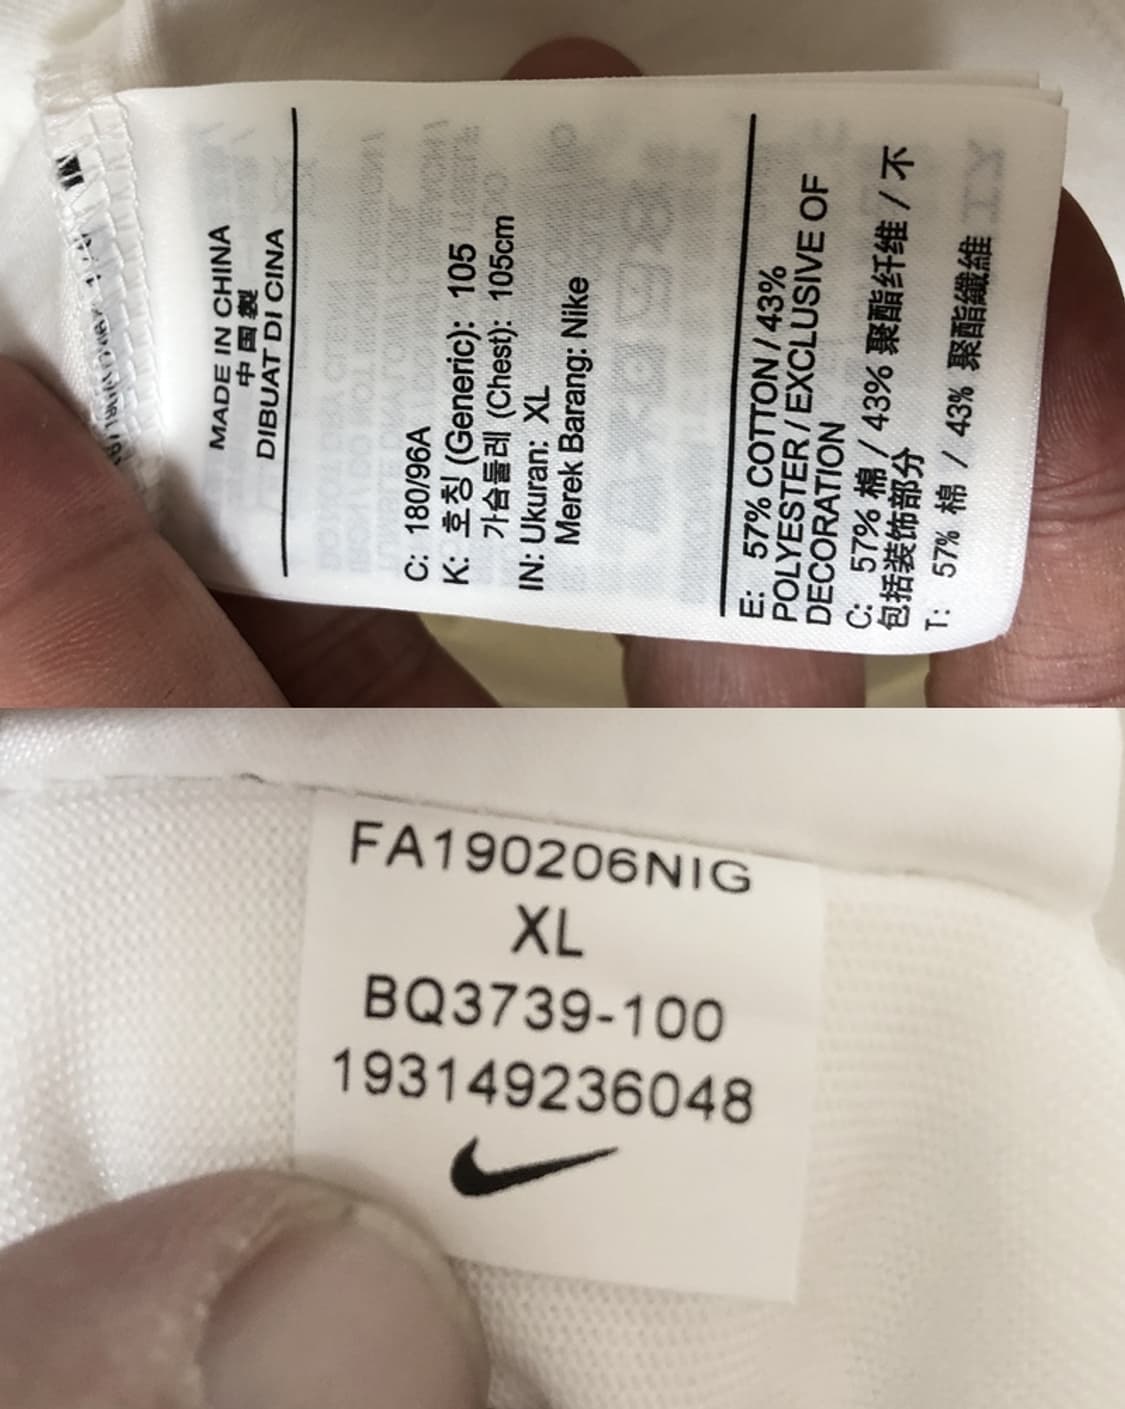 MADE IN CHINA
中国製
DIBUAT DI CINA
C: 180/96A
K: 호칭 (Generic): 105
가슴둘레 (Chest): 105cm
IN: Ukuran: XL
Merek Barang: Nike
E: 57% COTTON / 43%
POLYESTER / EXCLUSIVE OF
DECORATION
C: 57% 棉 / 43% 聚酯纤维 / 不
包括装饰部分
T: 57% 棉 / 43% 聚酯纖維
FA190206NIG
XL
BQ3739-100
193149236048